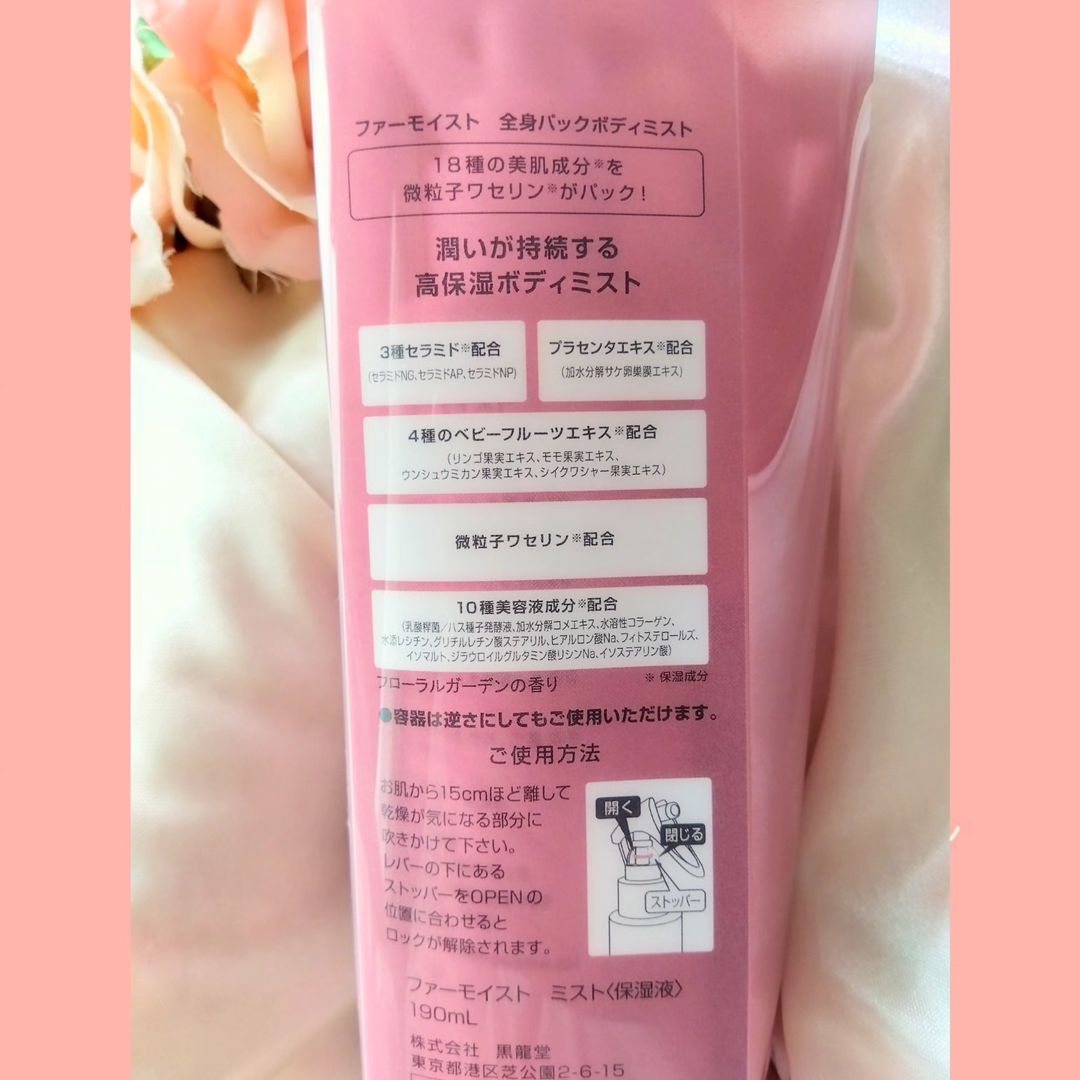 ファーモイスト　全身パックボディミスト
18種の美肌成分※を
微粒子ワセリン※がパック！
潤いが持続する
高保湿ボディミスト
3種セラミド※配合
（セラミドNG、セラミドAP、セラミドNP）
プラセンタエキス※配合
（加水分解サケ卵巣膜エキス）
4種のベビーフルーツエキス※配合
（リンゴ果実エキス、モモ果実エキス、
ウンシュウミカン果実エキス、シイクワシャー果実エキス）
微粒子ワセリン※配合
10種美容液成分※配合
（乳酸桿菌／ハス種子発酵液、加水分解コメエキス、水溶性コラーゲン、
水添レシチン、グリチルレチン酸ステアリル、ヒアルロン酸Na、フィトステロールズ、
イソマルト、ジラウロイルグルタミン酸リシンNa、イソステアリン酸）
フローラルガーデンの香り
※ 保湿成分
●容器は逆さにしてもご使用いただけます。
ご使用方法
お肌から15cmほど離して
乾燥が気になる部分に
吹きかけて下さい。
レバーの下にある
ストッパーをOPENの
位置に合わせると
ロックが解除されます。
開く
閉じる
ストッパー
ファーモイスト　ミスト〈保湿液〉
190mL
株式会社　黒龍堂
東京都港区芝公園2-6-15